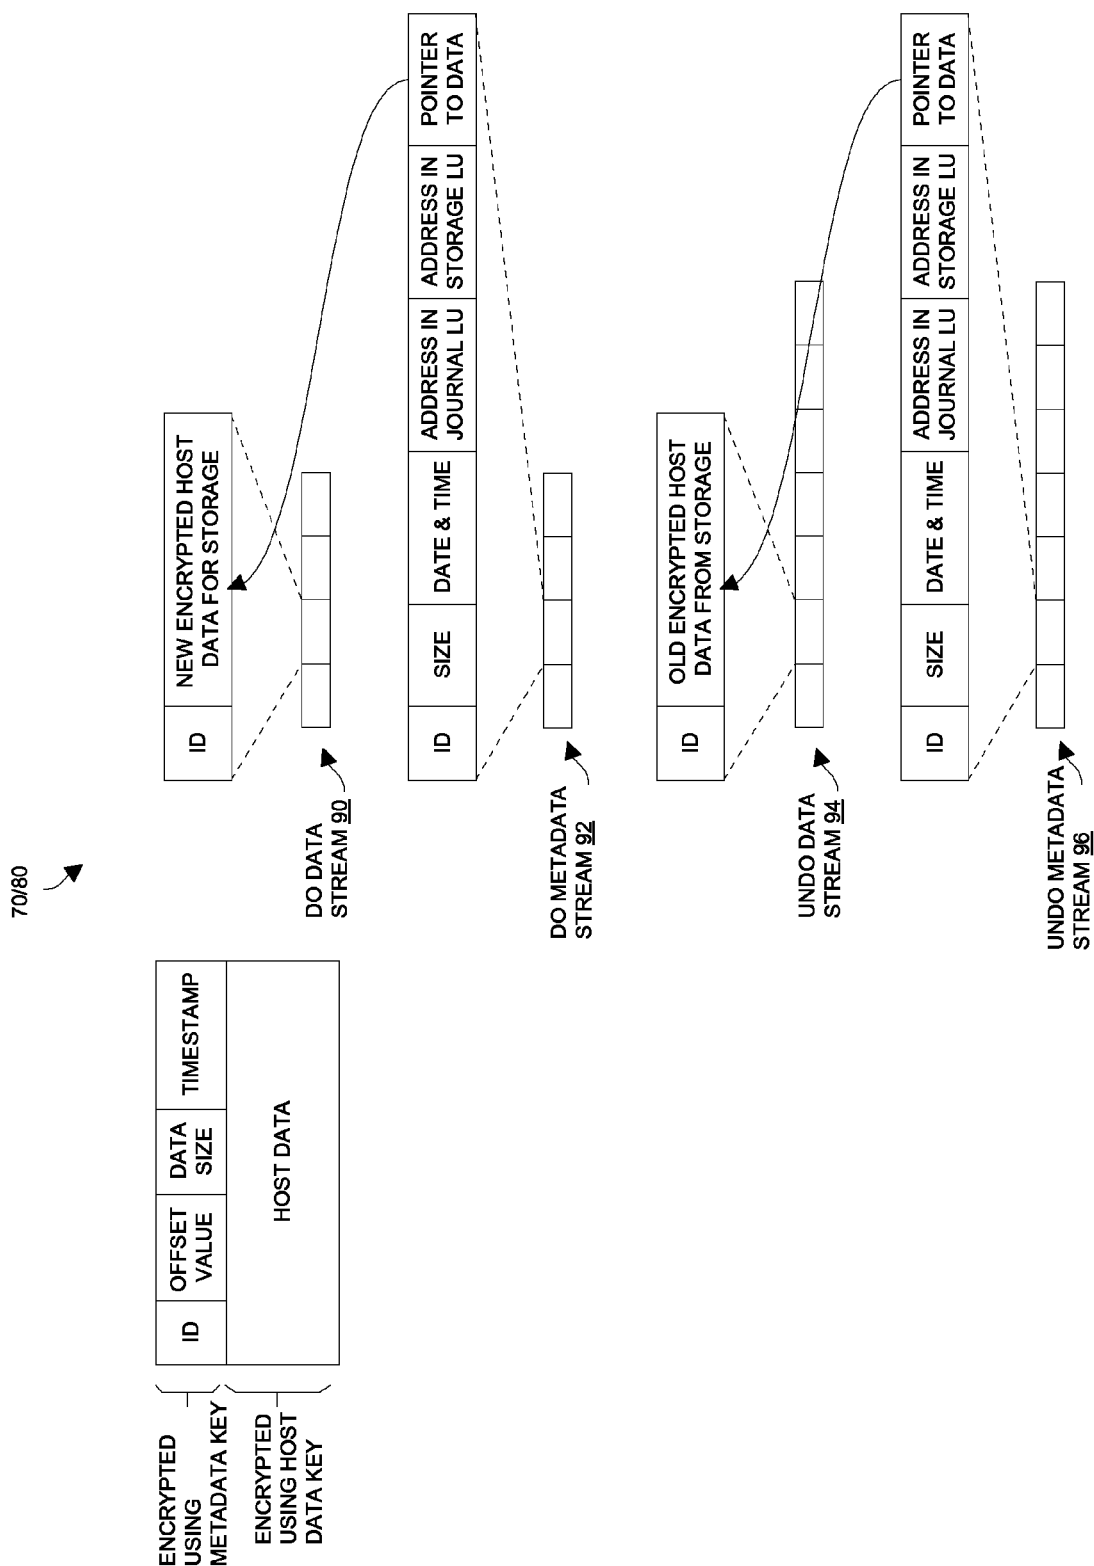 70/80
ENCRYPTED
USING
METADATA KEY
ENCRYPTED
USING HOST
DATA KEY
ID
OFFSET
VALUE
DATA
SIZE
TIMESTAMP
HOST DATA
ID
NEW ENCRYPTED HOST
DATA FOR STORAGE
DO DATA
STREAM 90
ID
SIZE
DATE & TIME
ADDRESS IN
JOURNAL LU
ADDRESS IN
STORAGE LU
POINTER
TO DATA
DO METADATA
STREAM 92
ID
OLD ENCRYPTED HOST
DATA FROM STORAGE
UNDO DATA
STREAM 94
ID
SIZE
DATE & TIME
ADDRESS IN
JOURNAL LU
ADDRESS IN
STORAGE LU
POINTER
TO DATA
UNDO METADATA
STREAM 96